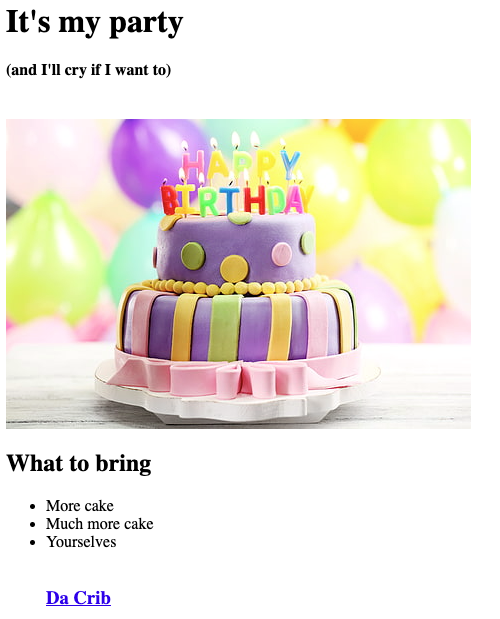 It's my party
(and I'll cry if I want to)
HAPPY
BIRTHDAY
What to bring
More cake
Much more cake
Yourselves
Da Crib